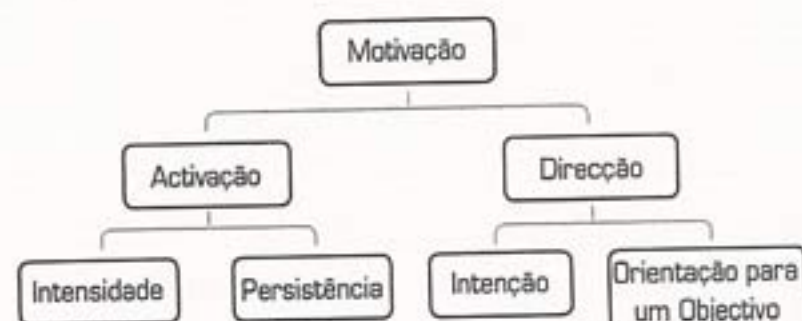 Motivação
Activação
Direcção
Intensidade
Persistência
Intenção
Orientação para
um Objectivo